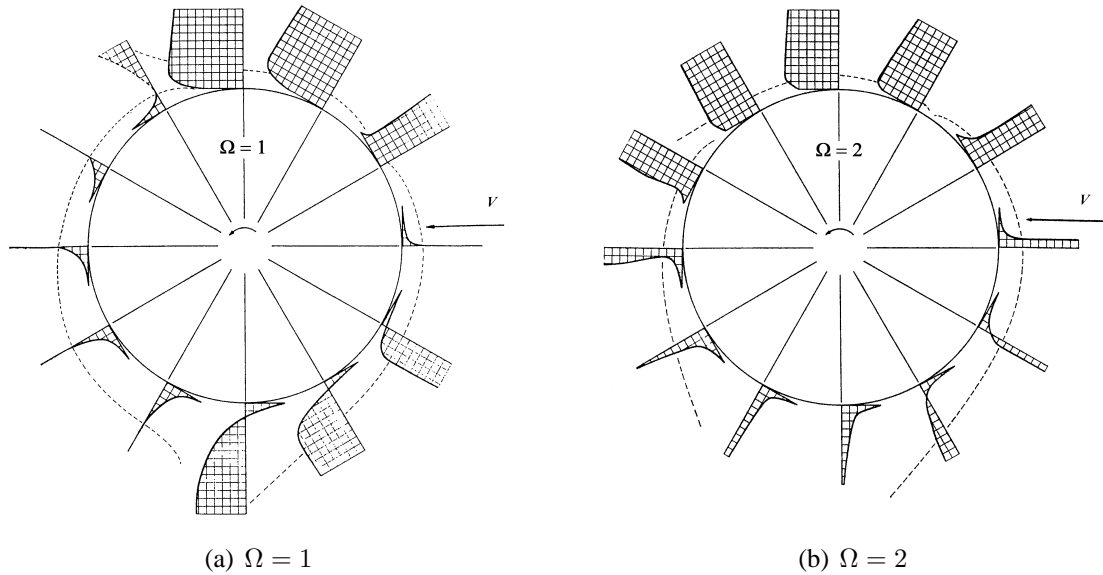 Ω = 1
V
Ω = 2
V
(a) Ω = 1
(b) Ω = 2